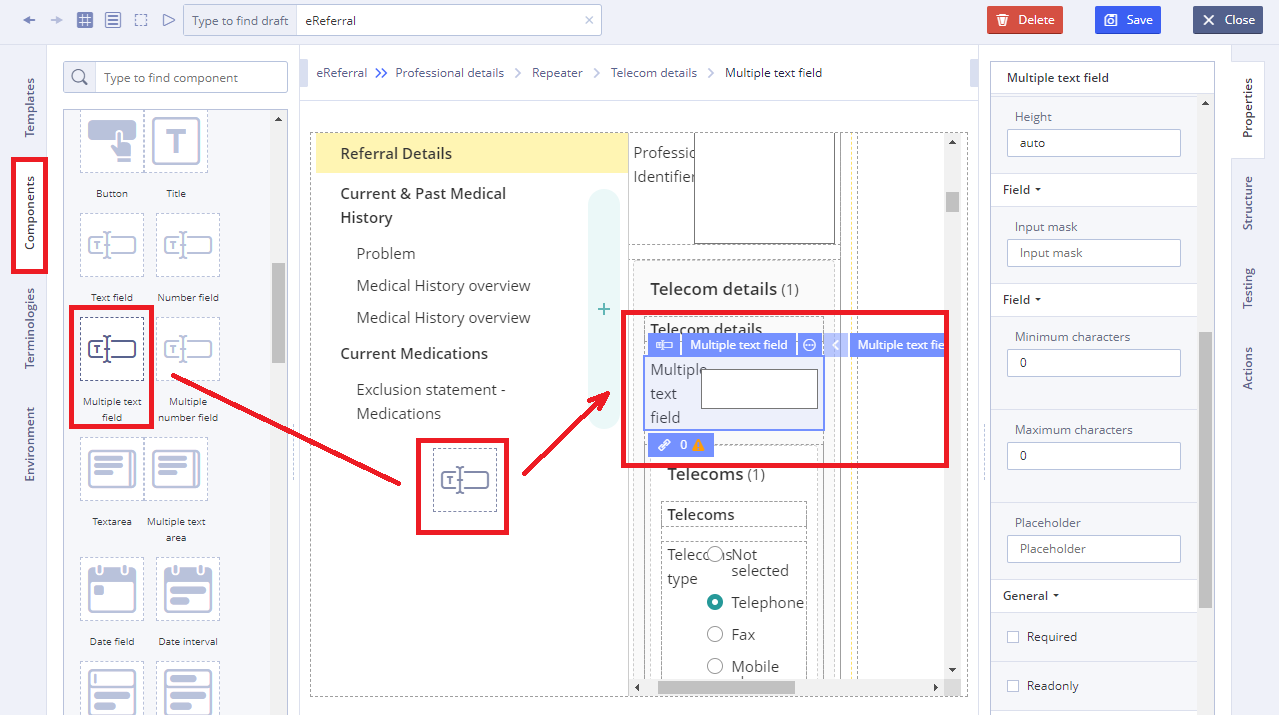 Type to find draft
eReferral
Delete
Save
Close
Templates
Components
Terminologies
Environment
Type to find component
Button
Title
Text field
Number field
Multiple text
field
Multiple
number field
Textarea
Multiple text
area
Date field
Date interval
eReferral
Professional details
Repeater
Telecom details
Multiple text field
Referral Details
Current & Past Medical
History
Problem
Medical History overview
Medical History overview
Current Medications
Exclusion statement -
Medications
+
Professio
Identifier
Telecom details (1)
Telecom details
Multiple text field
Multiple text fie
Multiple
text
field
0
Telecoms (1)
Telecoms
Telecoms
type
Not
selected
Telephone
Fax
Mobile
Multiple text field
Height
auto
Field
Input mask
Input mask
Field
Minimum characters
0
Maximum characters
0
Placeholder
Placeholder
General
Required
Readonly
Properties
Structure
Testing
Actions